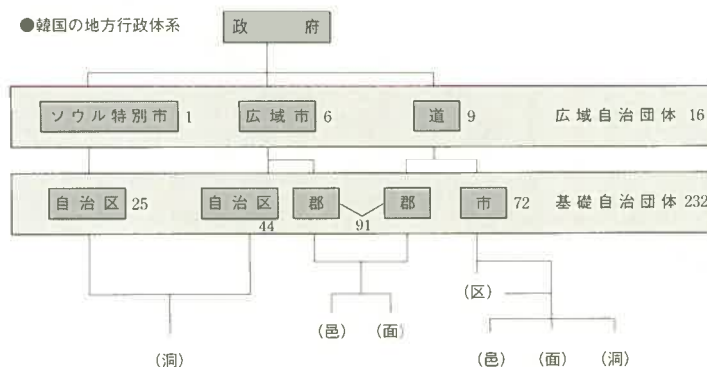 ●韓国の地方行政体系
政府
ソウル特別市 1 広域市 6 道 9 広域自治団体 16
自治区 25 自治区 44 郡 郡 91 市 72 基礎自治団体 232
(区)
(邑) (面)
(洞)
(邑) (面) (洞)